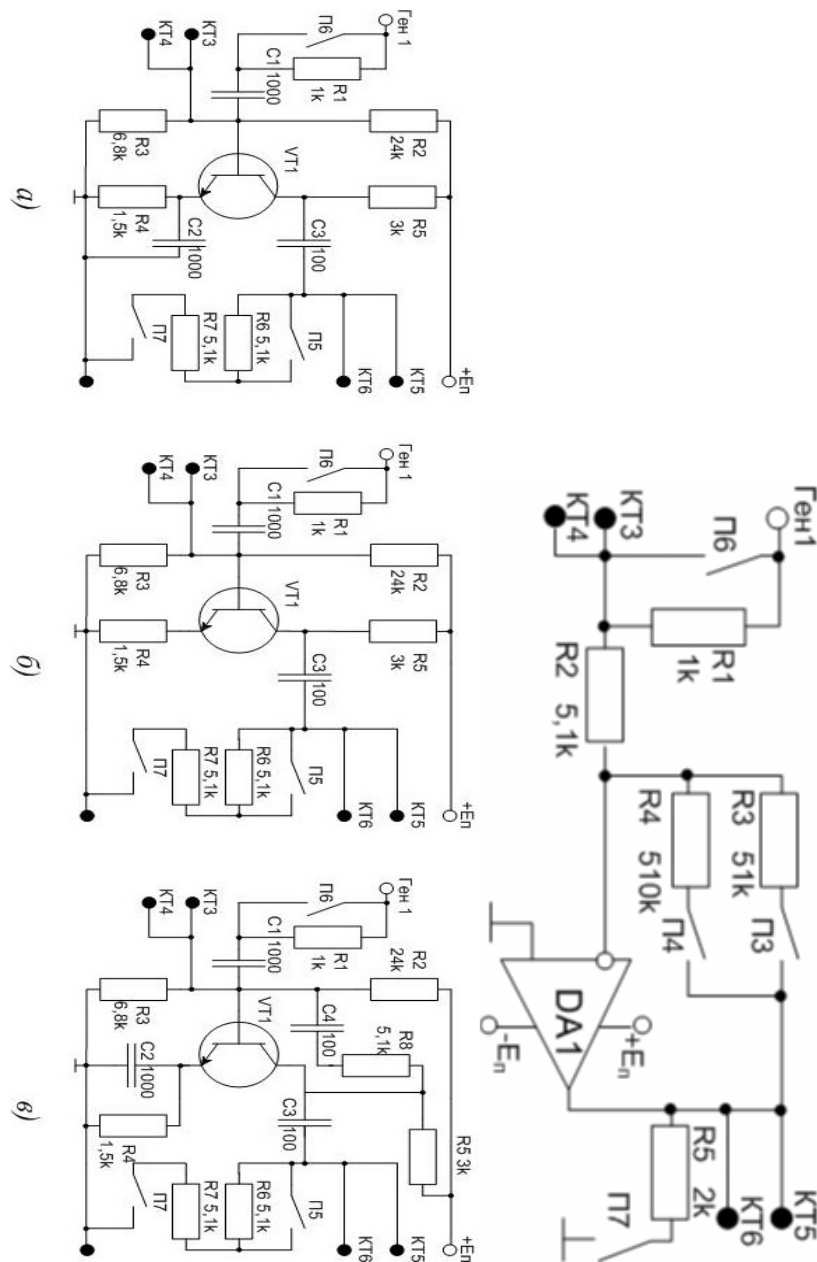 Ген 1
П6
R1
1k
C1 1000
КТ3
КТ4
R2
24k
R3
6,8k
VT1
R5
3k
R4
1,5k
C2
1000
C3
100
П5
R6 5,1k
R7 5,1k
П7
КТ5
КТ6
+Eп
а)
Ген 1
П6
R1
1k
C1 1000
КТ3
КТ4
R2
24k
R3
6,8k
VT1
R5
3k
R4
1,5k
C3
100
П5
R6 5,1k
R7 5,1k
П7
КТ5
КТ6
+Eп
б)
Ген 1
П6
R1
1k
C1 1000
КТ3
КТ4
R2
24k
R3
6,8k
C4
100
R8
5,1k
VT1
C2
1000
R4
1,5k
C3
100
R5 3k
П5
R6 5,1k
R7 5,1k
П7
КТ5
КТ6
+Eп
в)
Ген1
П6
R1
1k
КТ3
КТ4
R2
5,1k
R3
51k
П3
R4
510k
П4
DA1
+Eп
-Eп
R5
2k
П7
КТ5
КТ6